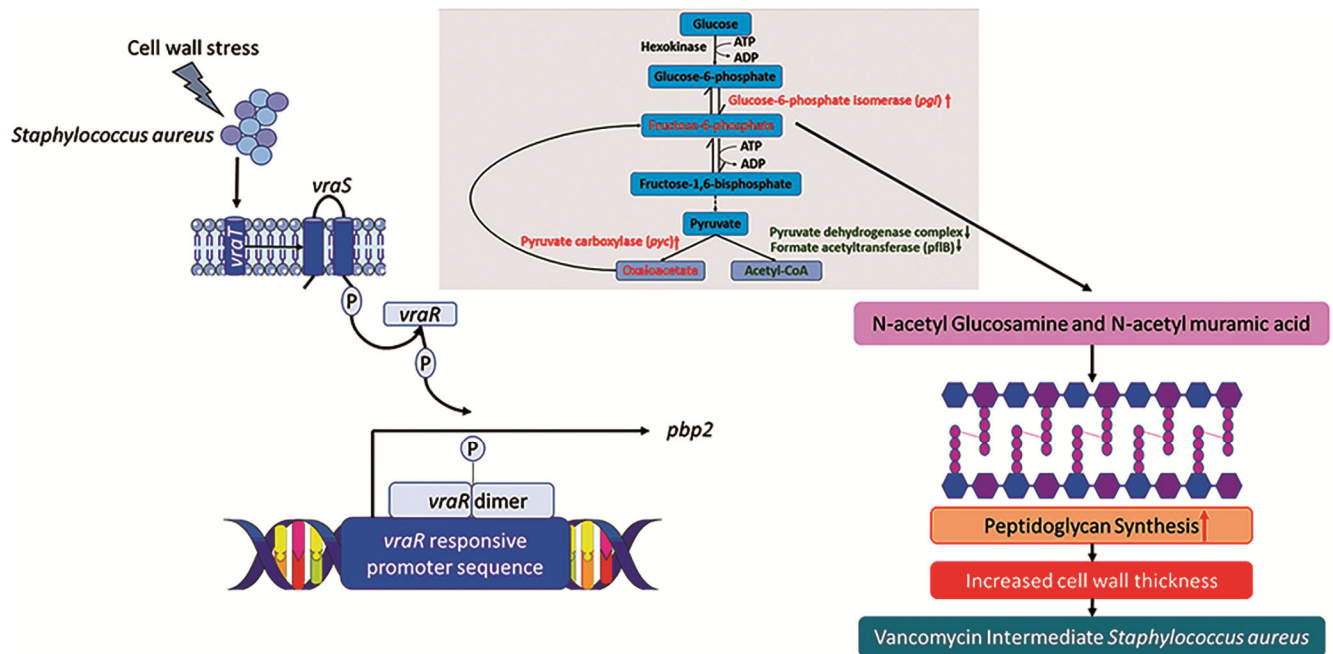 Cell wall stress
Staphylococcus aureus
vraS
vraT
P
vraR
P
pbp2
P
vraR dimer
vraR responsive
promoter sequence
Glucose
Hexokinase
ATP
ADP
Glucose-6-phosphate
Glucose-6-phosphate isomerase (pgl) ↑
Fructose-6-phosphate
ATP
ADP
Fructose-1,6-bisphosphate
Pyruvate
Pyruvate carboxylase (pyc)↑
Pyruvate dehydrogenase complex↓
Formate acetyltransferase (pflB)↓
Oxaloacetate
Acetyl-CoA
N-acetyl Glucosamine and N-acetyl muramic acid
Peptidoglycan Synthesis↑
Increased cell wall thickness
Vancomycin Intermediate Staphylococcus aureus